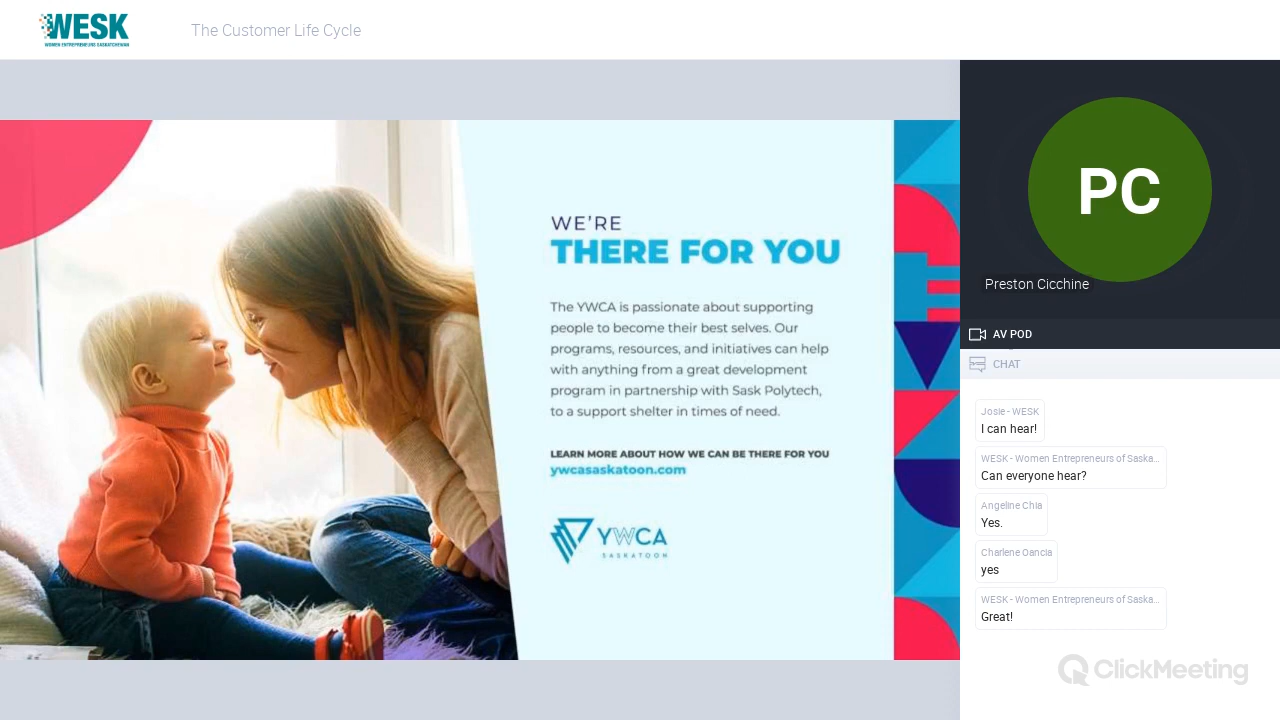 WESK
WOMEN ENTREPRENEURS SASKATCHEWAN
The Customer Life Cycle
WE'RE
THERE FOR YOU
The YWCA is passionate about supporting
people to become their best selves. Our
programs, resources, and initiatives can help
with anything from a great development
program in partnership with Sask Polytech,
to a support shelter in times of need.
LEARN MORE ABOUT HOW WE CAN BE THERE FOR YOU
ywcasaskatoon.com
YWCA
SASKATOON
PC
Preston Cicchine
AV POD
CHAT
Josie - WESK
I can hear!
WESK - Women Entrepreneurs of Saska...
Can everyone hear?
Angeline Chia
Yes.
Charlene Oancia
yes
WESK - Women Entrepreneurs of Saska...
Great!
ClickMeeting